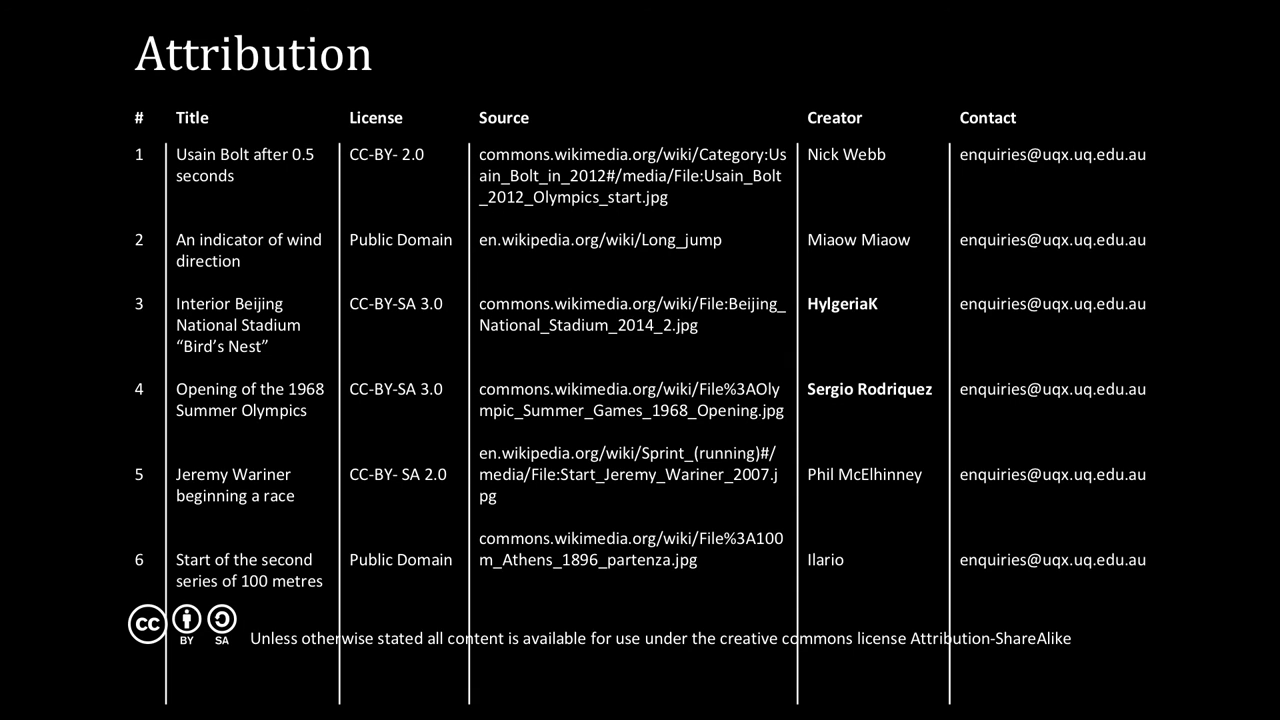 Attribution
# Title License Source Creator Contact
1 Usain Bolt after 0.5 CC-BY- 2.0 commons.wikimedia.org/wiki/Category:Us Nick Webb enquiries@uqx.uq.edu.au
seconds ain_Bolt_in_2012#/media/File:Usain_Bolt
_2012_Olympics_start.jpg
2 An indicator of wind Public Domain en.wikipedia.org/wiki/Long_jump Miaow Miaow enquiries@uqx.uq.edu.au
direction
3 Interior Beijing CC-BY-SA 3.0 commons.wikimedia.org/wiki/File:Beijing_ HylgeriaK enquiries@uqx.uq.edu.au
National Stadium National_Stadium_2014_2.jpg
“Bird’s Nest”
4 Opening of the 1968 CC-BY-SA 3.0 commons.wikimedia.org/wiki/File%3AOly Sergio Rodriquez enquiries@uqx.uq.edu.au
Summer Olympics mpic_Summer_Games_1968_Opening.jpg
en.wikipedia.org/wiki/Sprint_(running)#/
5 Jeremy Wariner CC-BY- SA 2.0 media/File:Start_Jeremy_Wariner_2007.j Phil McElhinney enquiries@uqx.uq.edu.au
beginning a race pg
commons.wikimedia.org/wiki/File%3A100
6 Start of the second Public Domain m_Athens_1896_partenza.jpg Ilario enquiries@uqx.uq.edu.au
series of 100 metres
cc BY SA Unless otherwise stated all content is available for use under the creative commons license Attribution-ShareAlike